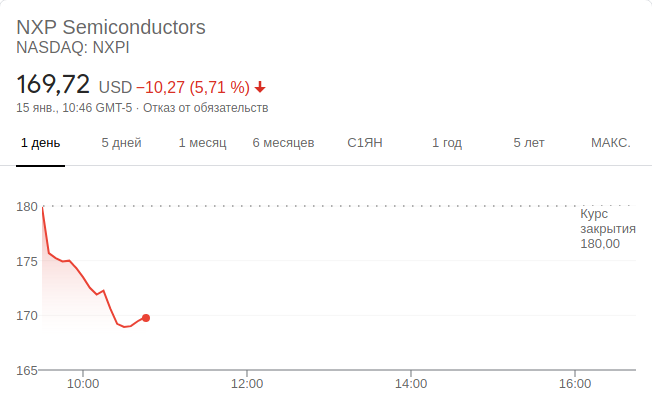 NXP Semiconductors
NASDAQ: NXPI
169,72 USD −10,27 (5,71 %)
15 янв., 10:46 GMT-5 · Отказ от обязательств
1 день 5 дней 1 месяц 6 месяцев С1ЯН 1 год 5 лет МАКС.
180
Курс
закрытия
180,00
175
170
165
10:00 12:00 14:00 16:00